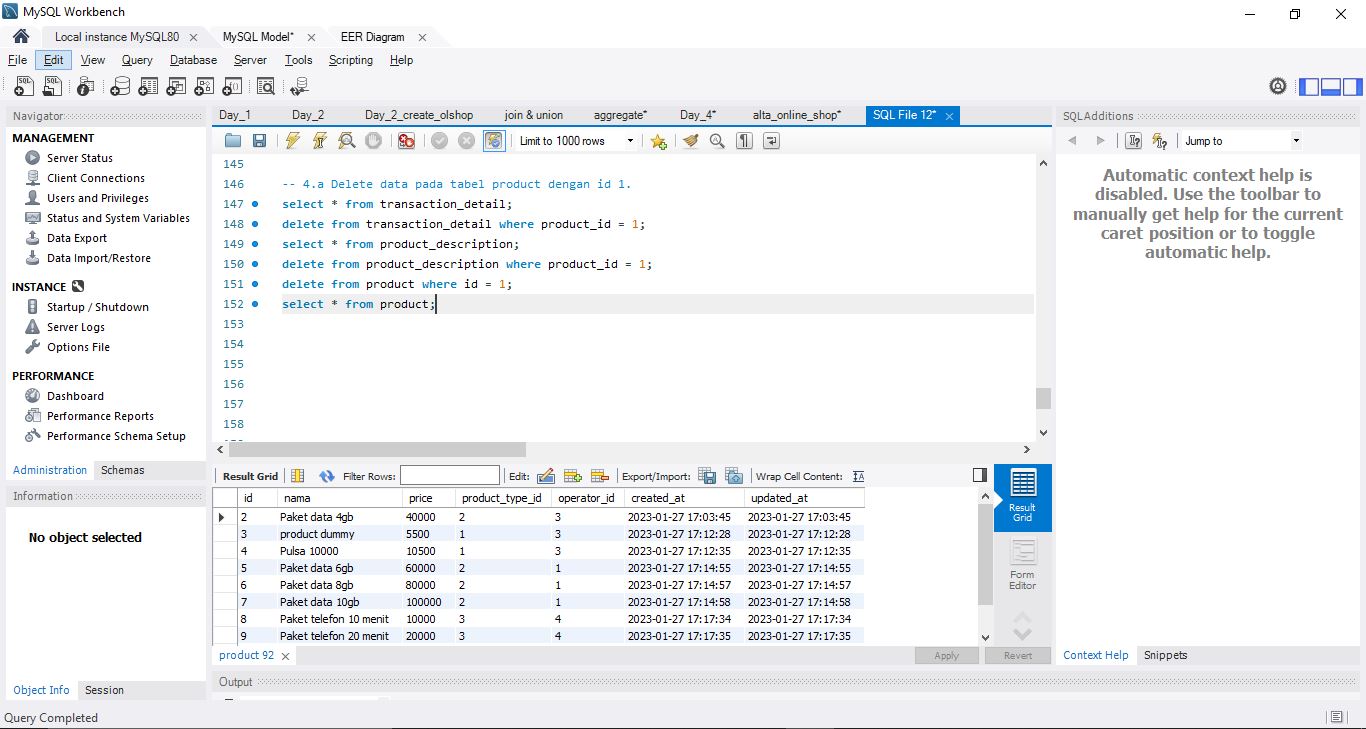 MySQL Workbench
Local instance MySQL80 MySQL Model* EER Diagram
File Edit View Query Database Server Tools Scripting Help
Navigator
MANAGEMENT
Server Status
Client Connections
Users and Privileges
Status and System Variables
Data Export
Data Import/Restore
INSTANCE
Startup / Shutdown
Server Logs
Options File
PERFORMANCE
Dashboard
Performance Reports
Performance Schema Setup
Administration Schemas
Information
No object selected
Object Info Session
Day_1 Day_2 Day_2_create_olshop join & union aggregate* Day_4* alta_online_shop* SQL File 12*
Limit to 1000 rows
145
146 -- 4.a Delete data pada tabel product dengan id 1.
147 select * from transaction_detail;
148 delete from transaction_detail where product_id = 1;
149 select * from product_description;
150 delete from product_description where product_id = 1;
151 delete from product where id = 1;
152 select * from product;
153
154
155
156
157
158
Result Grid Filter Rows: Edit: Export/Import: Wrap Cell Content:
id nama price product_type_id operator_id created_at updated_at
2 Paket data 4gb 40000 2 3 2023-01-27 17:03:45 2023-01-27 17:03:45
3 product dummy 5500 1 3 2023-01-27 17:12:28 2023-01-27 17:12:28
4 Pulsa 10000 10500 1 3 2023-01-27 17:12:35 2023-01-27 17:12:35
5 Paket data 6gb 60000 2 1 2023-01-27 17:14:55 2023-01-27 17:14:55
6 Paket data 8gb 80000 2 1 2023-01-27 17:14:57 2023-01-27 17:14:57
7 Paket data 10gb 100000 2 1 2023-01-27 17:14:58 2023-01-27 17:14:58
8 Paket telefon 10 menit 10000 3 4 2023-01-27 17:17:34 2023-01-27 17:17:34
9 Paket telefon 20 menit 20000 3 4 2023-01-27 17:17:35 2023-01-27 17:17:35
Result
Grid
Form
Editor
product 92 Apply Revert
Output
SQLAdditions
Jump to
Automatic context help is
disabled. Use the toolbar to
manually get help for the current
caret position or to toggle
automatic help.
Context Help Snippets
Query Completed